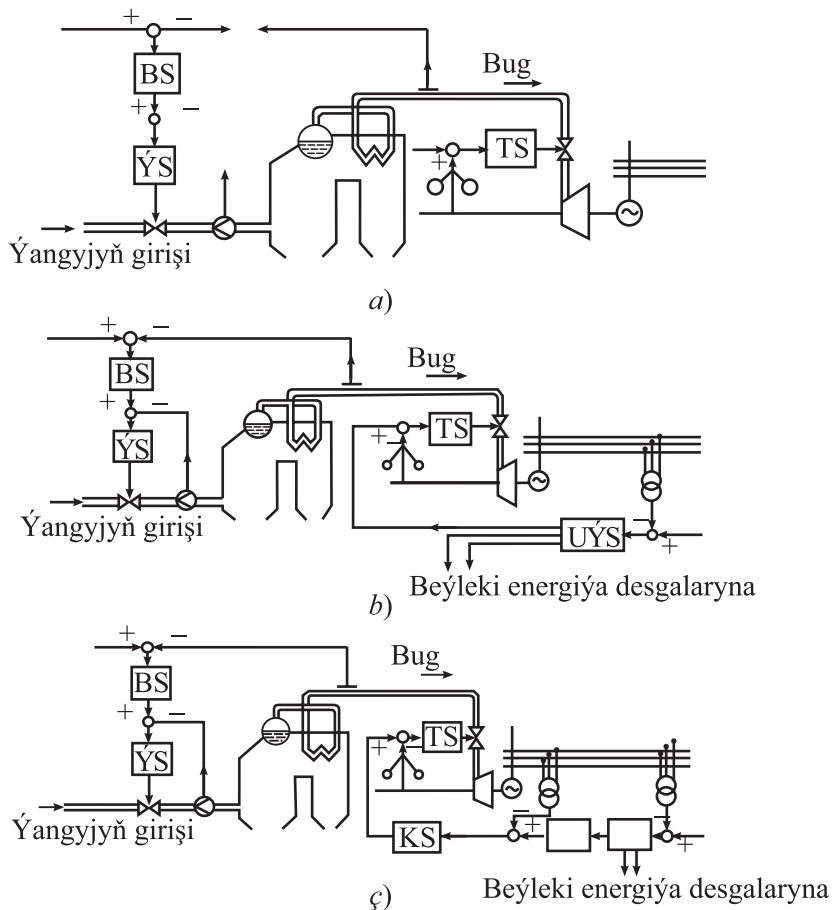 + −
BS
+ −
ÝS
Bug
TS
+
Ýangyjyň girişi
a)
+ −
BS
+ −
ÝS
Bug
TS
+ −
Ýangyjyň girişi
UÝS
− +
Beýleki energiýa desgalaryna
b)
+ −
BS
+ −
ÝS
Bug
TS
+ −
Ýangyjyň girişi
KS
− +
− +
Beýleki energiýa desgalaryna
ç)